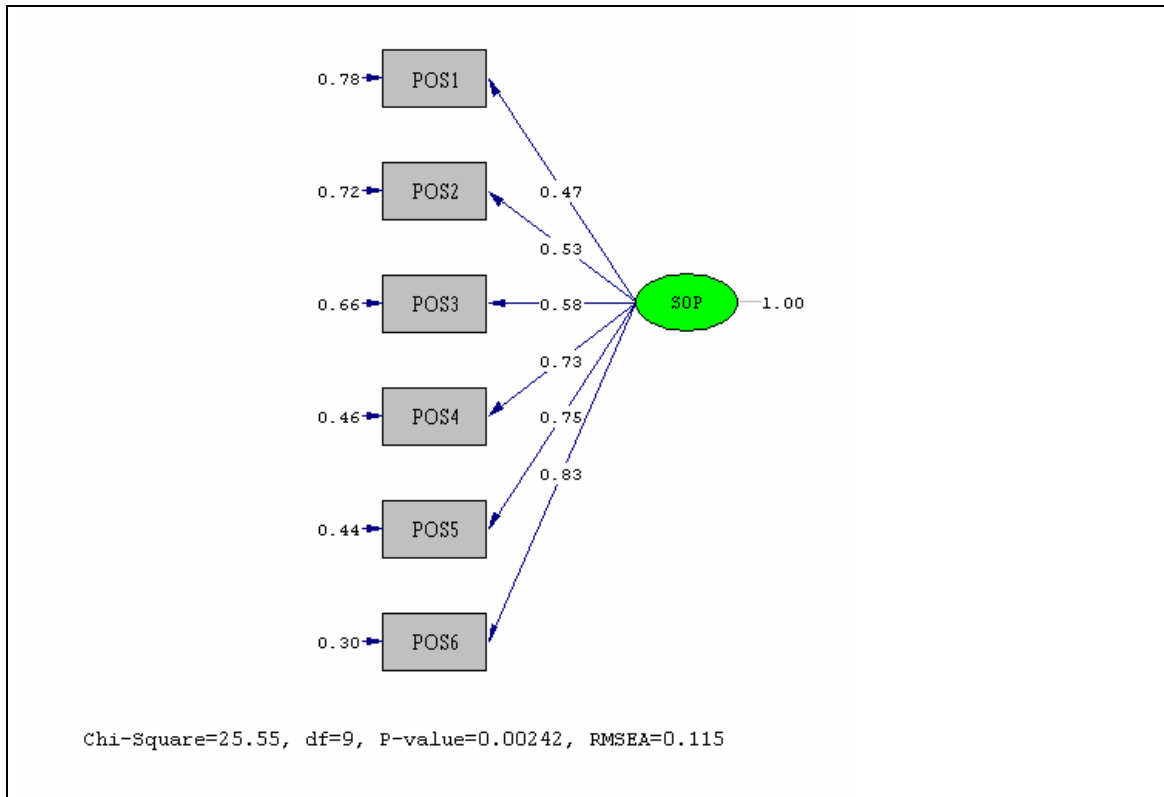 0.78
POS1
0.72
POS2
0.47
0.53
0.66
POS3
0.58
SOP
1.00
0.73
0.46
POS4
0.75
0.83
0.44
POS5
0.30
POS6
Chi-Square=25.55, df=9, P-value=0.00242, RMSEA=0.115